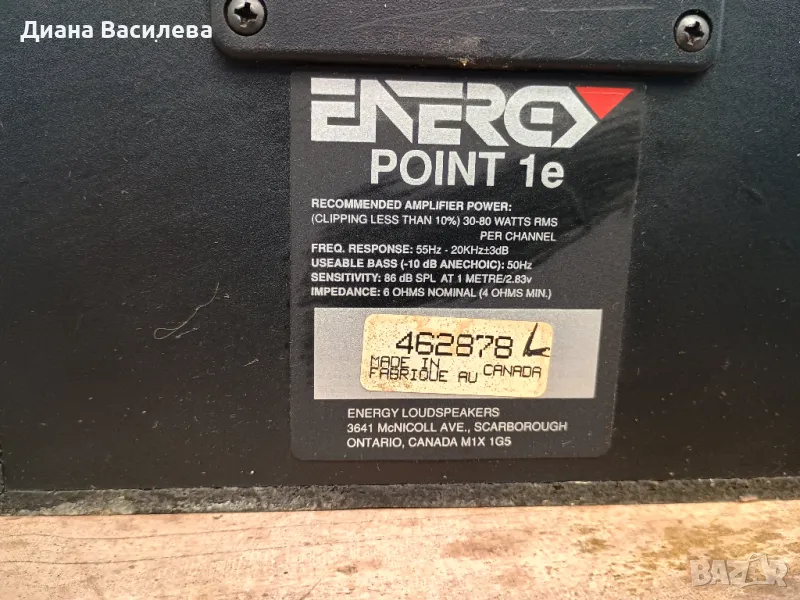 Диана Василева
ENERGY
POINT 1e
RECOMMENDED AMPLIFIER POWER:
(CLIPPING LESS THAN 10%) 30-80 WATTS RMS
PER CHANNEL
FREQ. RESPONSE: 55Hz - 20KHz±3dB
USEABLE BASS (-10 dB ANECHOIC): 50Hz
SENSITIVITY: 86 dB SPL AT 1 METRE/2.83v
IMPEDANCE: 6 OHMS NOMINAL (4 OHMS MIN.)
462878 L
MADE IN
FABRIQUE AU CANADA
ENERGY LOUDSPEAKERS
3641 McNICOLL AVE., SCARBOROUGH
ONTARIO, CANADA M1X 1G5
BAZAR